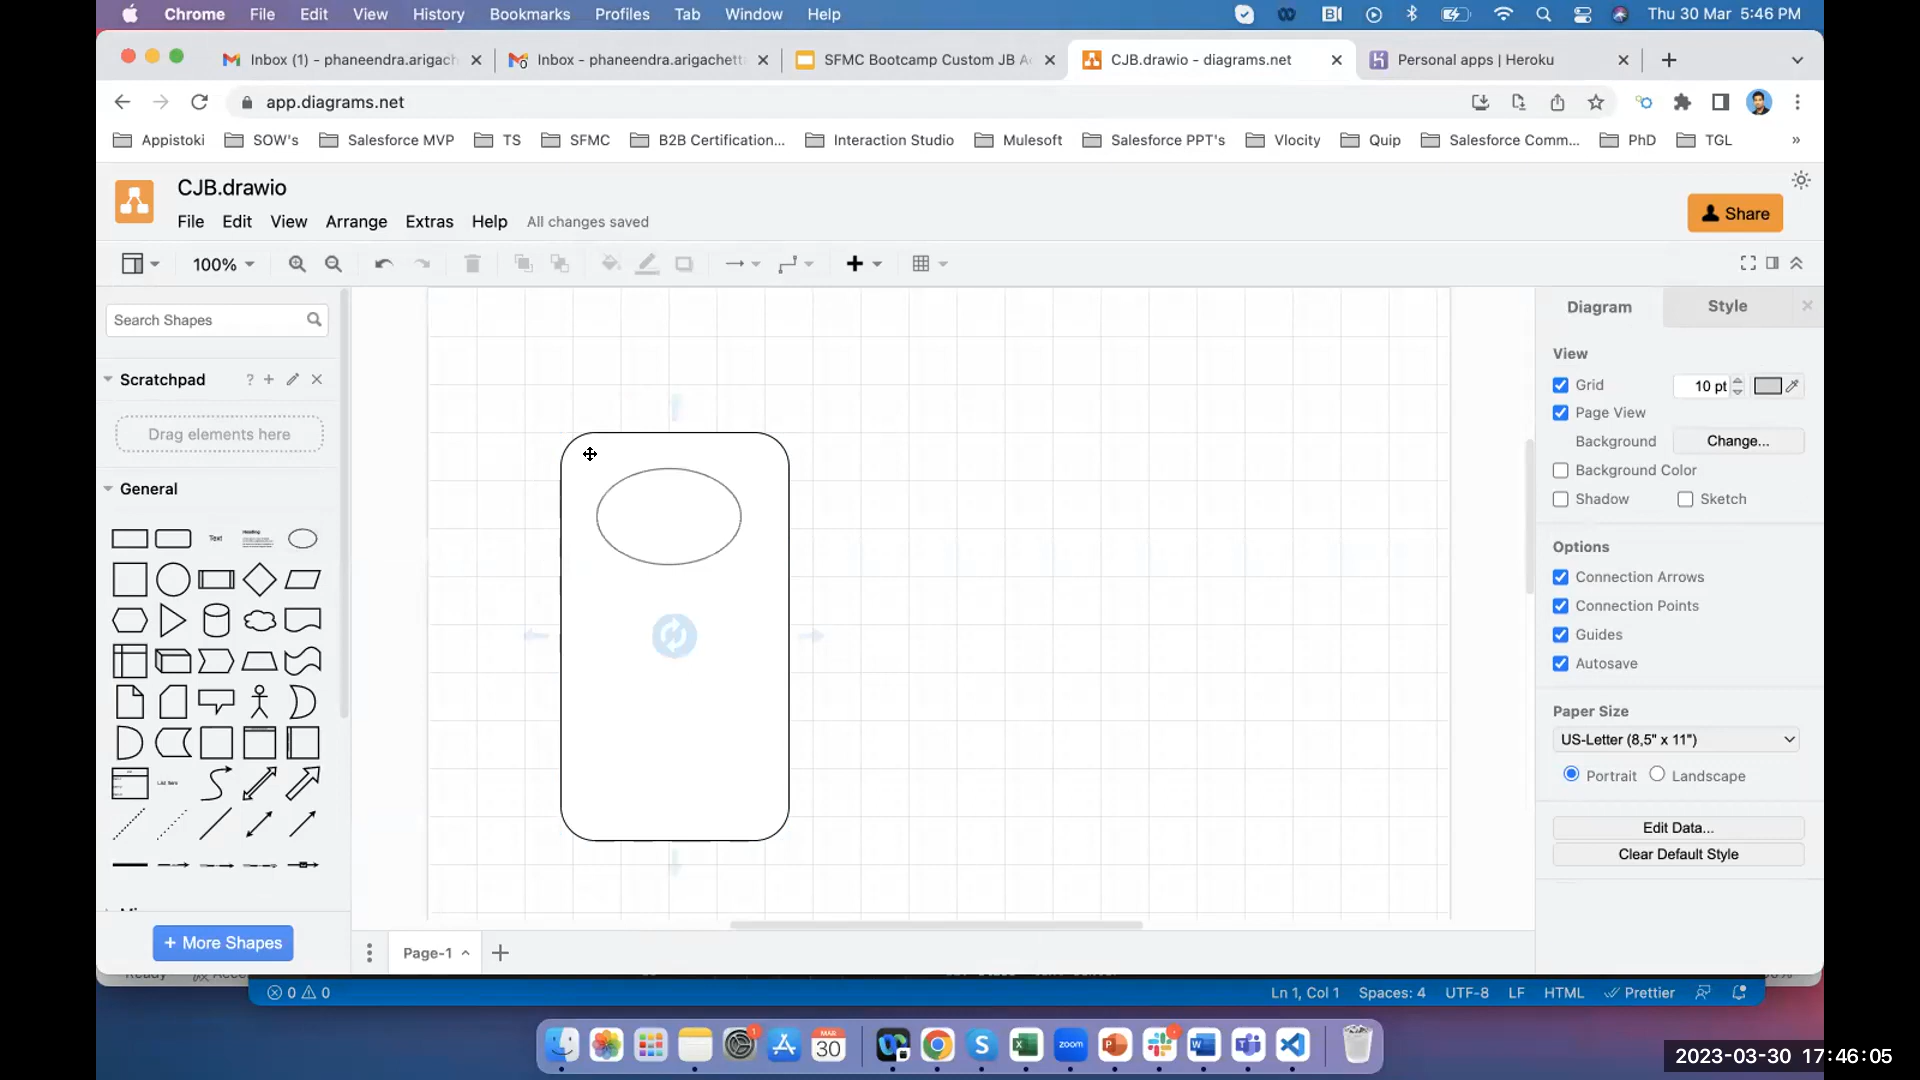 Chrome File Edit View History Bookmarks Profiles Tab Window Help Thu 30 Mar 5:46 PM
Inbox (1) - phaneendra.arigach Inbox - phaneendra.arigachett SFMC Bootcamp Custom JB A CJB.drawio - diagrams.net Personal apps | Heroku
app.diagrams.net
Appistoki SOW's Salesforce MVP TS SFMC B2B Certification... Interaction Studio Mulesoft Salesforce PPT's Vlocity Quip Salesforce Comm... PhD TGL »
CJB.drawio
File Edit View Arrange Extras Help All changes saved
Share
100%
Search Shapes
Diagram Style
View
Scratchpad ?
Grid 10 pt
Page View
Drag elements here
Background Change...
Background Color
General
Shadow Sketch
Text Heading
Options
Connection Arrows
Connection Points
Guides
Autosave
Paper Size
US-Letter (8,5" x 11")
Portrait Landscape
List Item
Edit Data...
Clear Default Style
+ More Shapes
Page-1
Ready
0 0 Ln 1, Col 1 Spaces: 4 UTF-8 LF HTML Prettier
1
MAR
30
zoom
2023-03-30 17:46:05